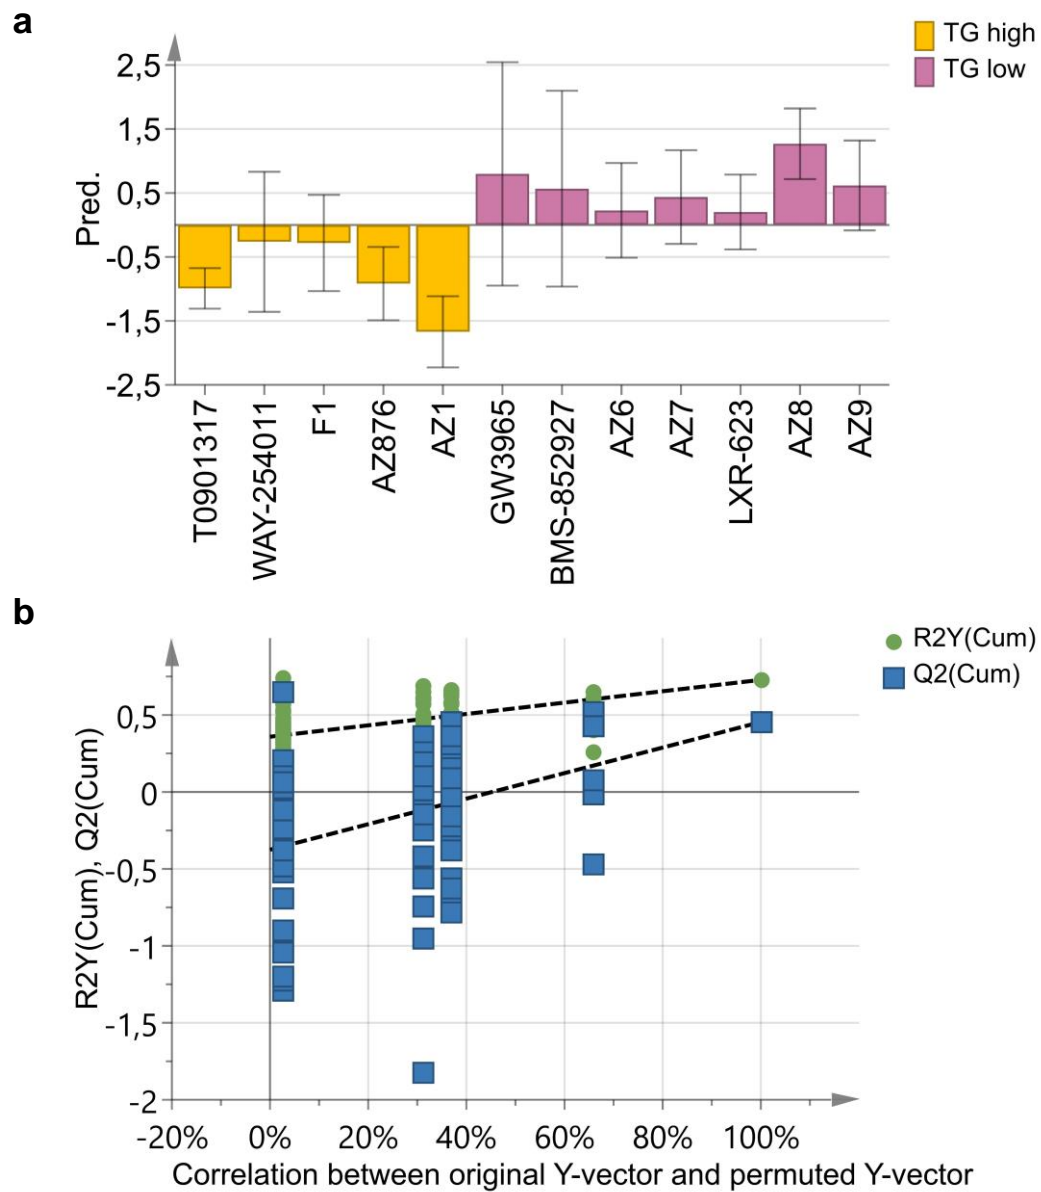 a
TG high
TG low
2,5
1,5
0,5
-0,5
-1,5
-2,5
Pred.
T0901317
WAY-254011
F1
AZ876
AZ1
GW3965
BMS-852927
AZ6
AZ7
LXR-623
AZ8
AZ9
b
R2Y(Cum)
Q2(Cum)
0,5
0
-0,5
-1
-1,5
-2
R2Y(Cum), Q2(Cum)
-20%
0%
20%
40%
60%
80%
100%
Correlation between original Y-vector and permuted Y-vector